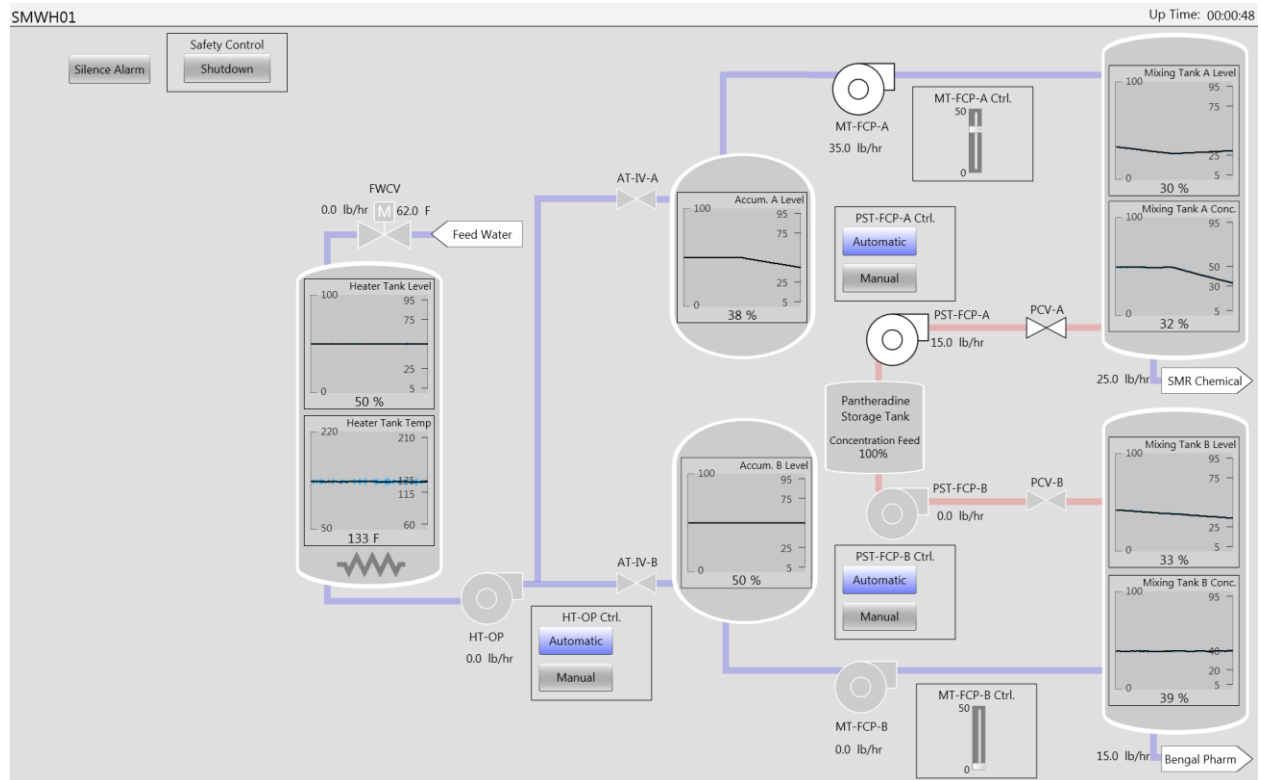 SMWH01
Up Time: 00:00:48
Silence Alarm
Safety Control
Shutdown
FWCV
0.0 lb/hr
M
62.0 F
Feed Water
Heater Tank Level
100
95
75
25
5
0
50 %
Heater Tank Temp
220
210
135
115
60
50
133 F
HT-OP
0.0 lb/hr
HT-OP Ctrl.
Automatic
Manual
AT-IV-A
AT-IV-B
Accum. A Level
100
95
75
25
5
0
38 %
Accum. B Level
100
95
75
25
5
0
50 %
MT-FCP-A
35.0 lb/hr
MT-FCP-A Ctrl.
50
0
PST-FCP-A Ctrl.
Automatic
Manual
PST-FCP-A
15.0 lb/hr
PCV-A
Pantheradine
Storage Tank
Concentration Feed
100%
PST-FCP-B
0.0 lb/hr
PCV-B
PST-FCP-B Ctrl.
Automatic
Manual
MT-FCP-B
0.0 lb/hr
MT-FCP-B Ctrl.
50
0
Mixing Tank A Level
100
95
75
25
5
0
30 %
Mixing Tank A Conc.
100
95
50
30
5
0
32 %
25.0 lb/hr
SMR Chemical
Mixing Tank B Level
100
95
75
25
5
0
33 %
Mixing Tank B Conc.
100
95
40
20
5
0
39 %
15.0 lb/hr
Bengal Pharm